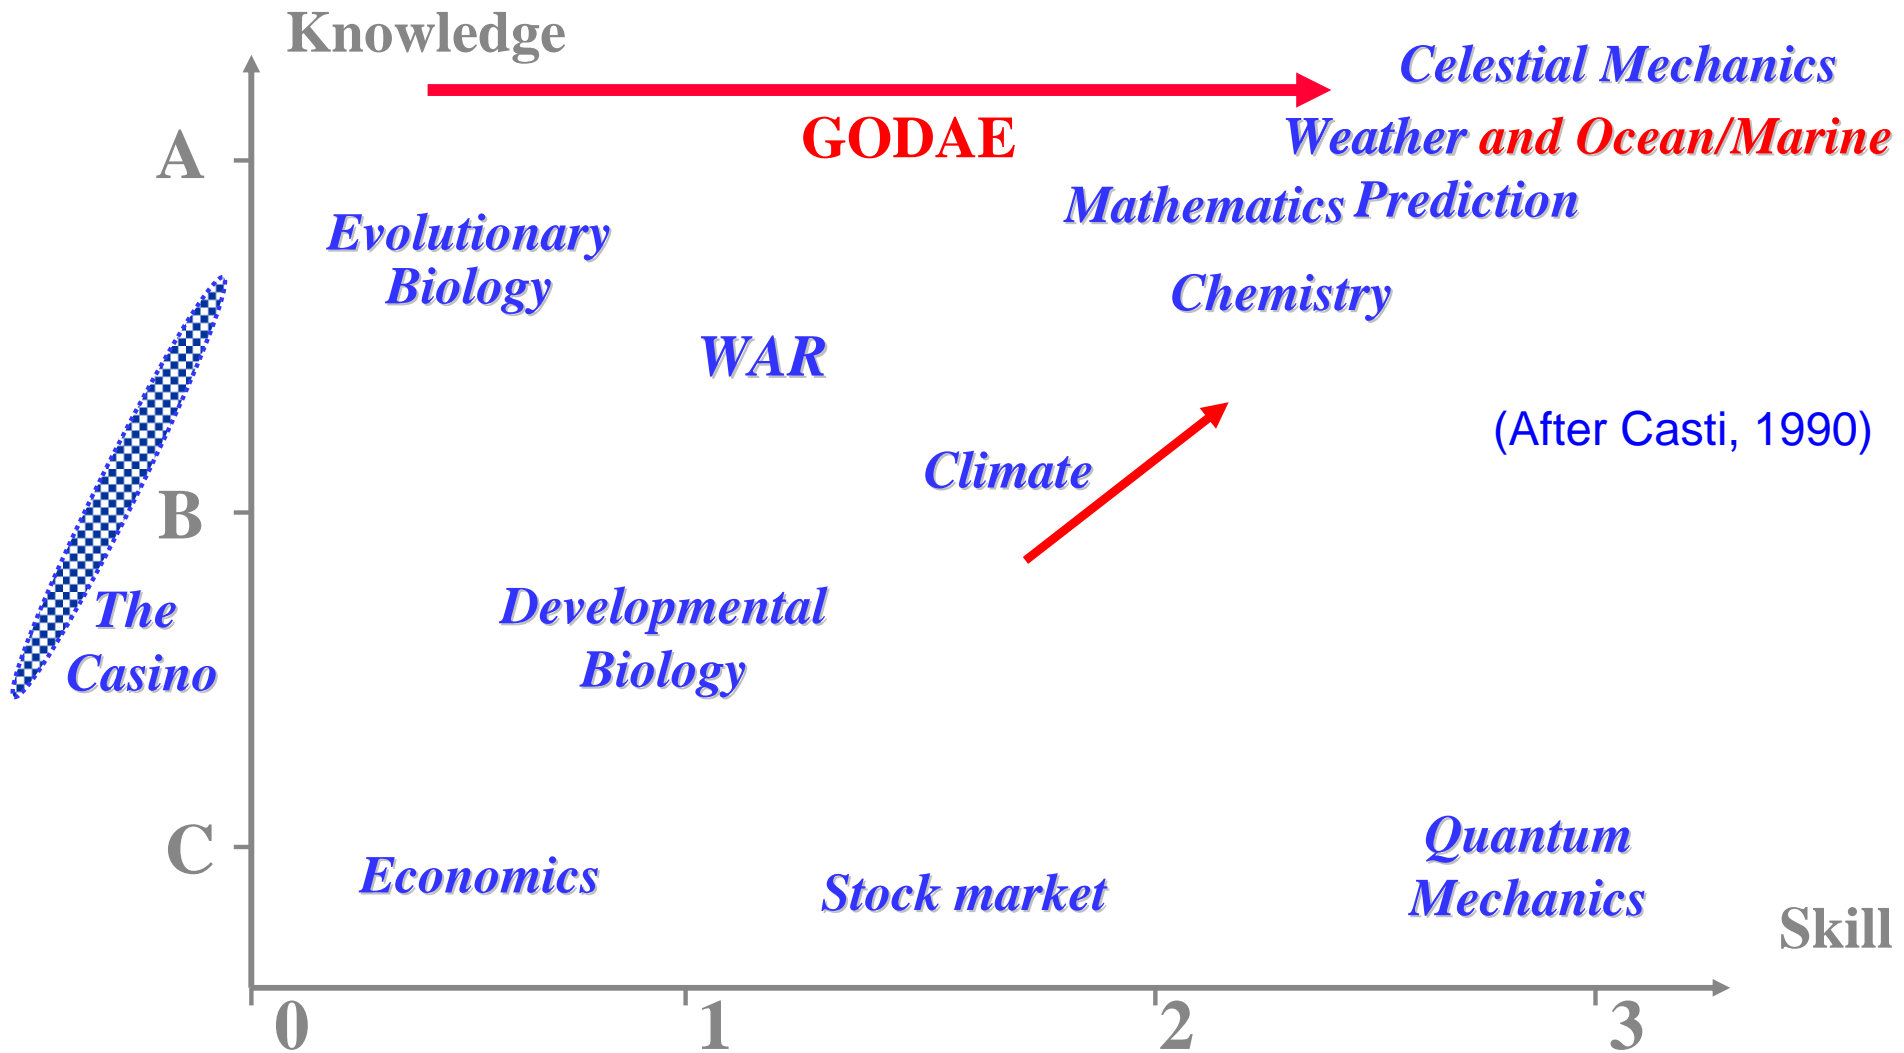 Knowledge
Celestial Mechanics
GODAE
Weather and Ocean/Marine
A
Mathematics Prediction
Evolutionary
Biology
Chemistry
WAR
(After Casti, 1990)
Climate
B
The
Casino
Developmental
Biology
C
Quantum
Mechanics
Economics
Stock market
Skill
0 1 2 3